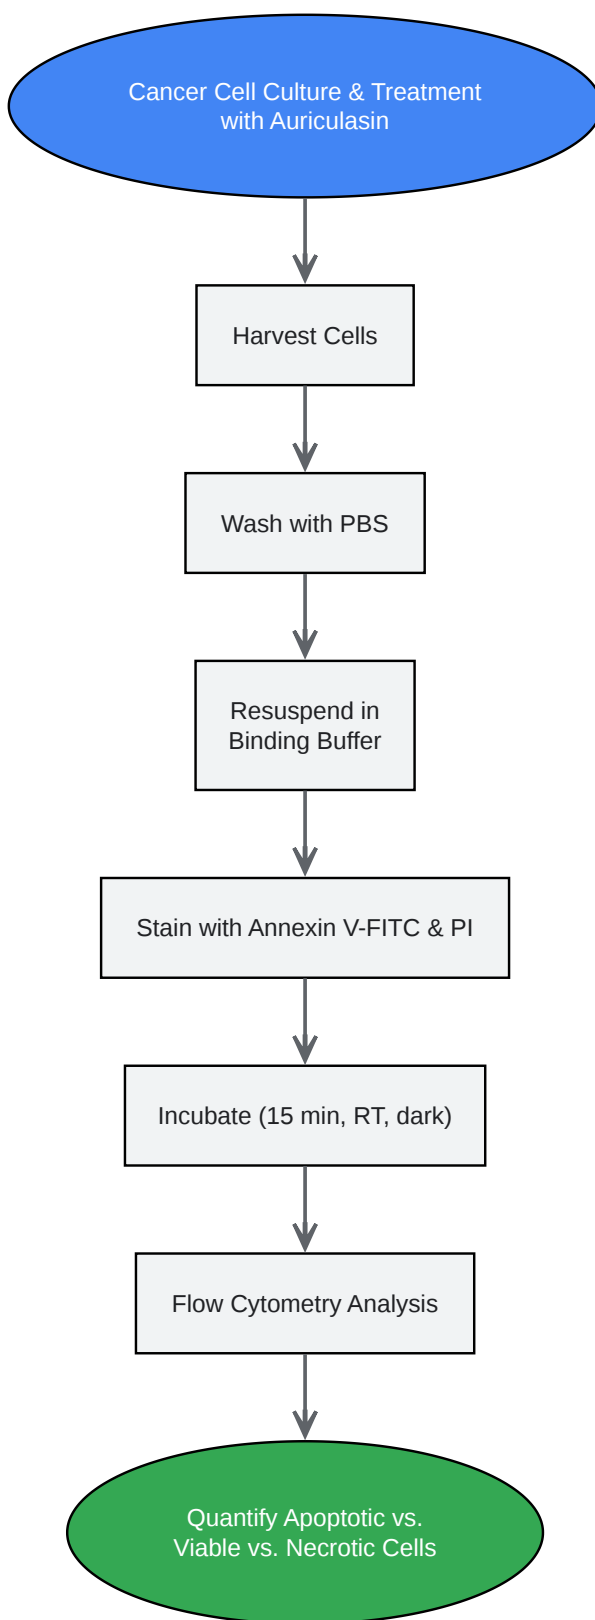 Cancer Cell Culture & Treatment
with Auriculasin
Harvest Cells
Wash with PBS
Resuspend in
Binding Buffer
Stain with Annexin V-FITC & PI
Incubate (15 min, RT, dark)
Flow Cytometry Analysis
Quantify Apoptotic vs.
Viable vs. Necrotic Cells